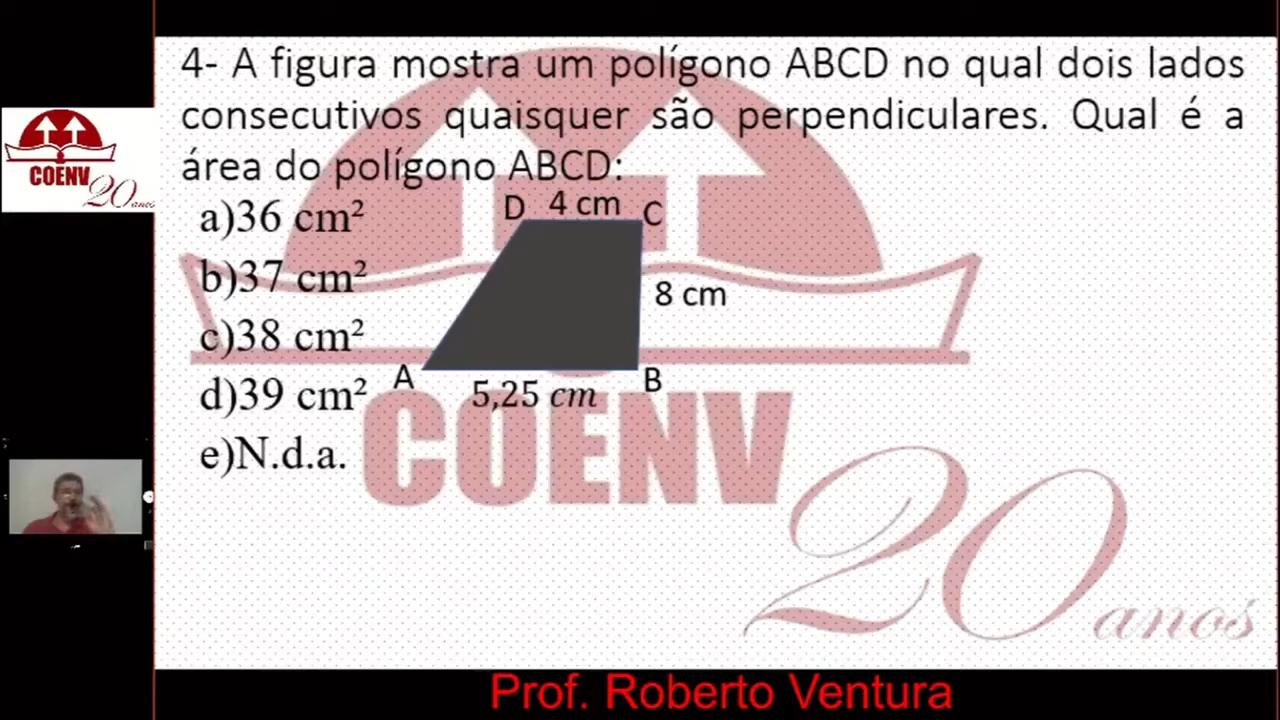 4- A figura mostra um polígono ABCD no qual dois lados
consecutivos quaisquer são perpendiculares. Qual é a
área do polígono ABCD:
a)36 cm²
b)37 cm²
c)38 cm²
d)39 cm²
e)N.d.a.
D 4 cm C
8 cm
A B
5,25 cm
COENV
20 anos
COENV
20 anos
Prof. Roberto Ventura